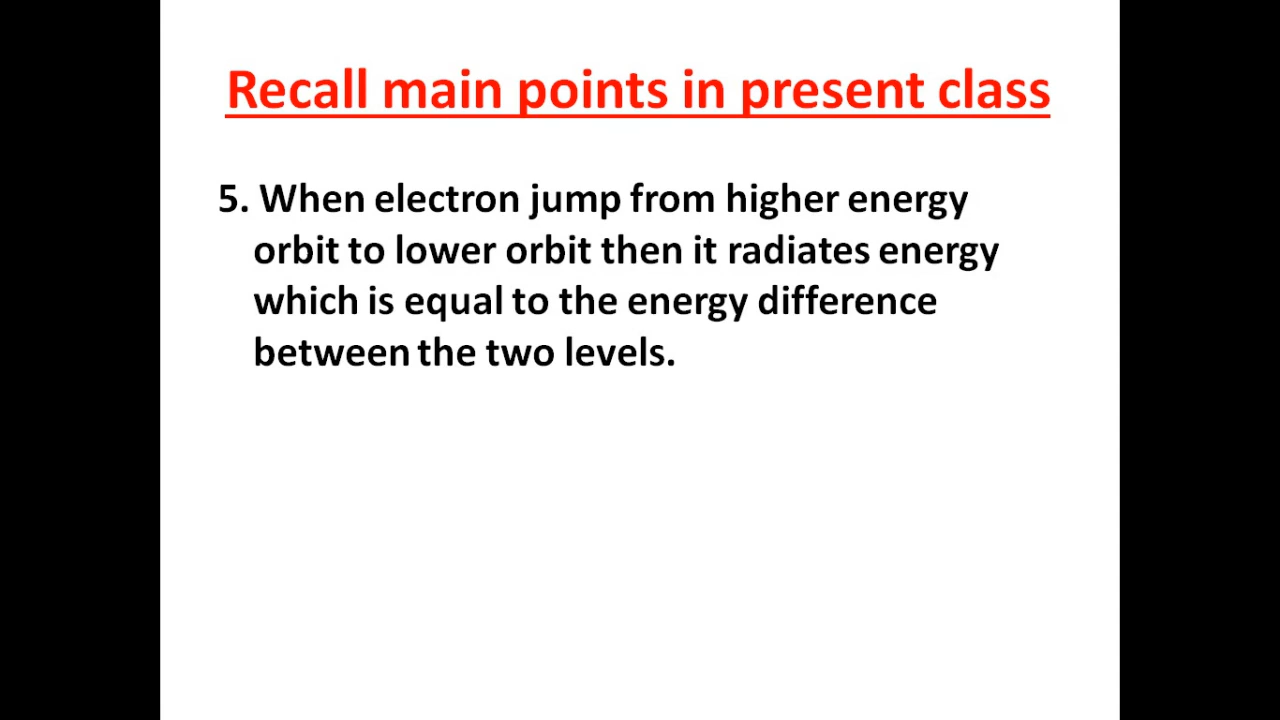 Recall main points in present class
5. When electron jump from higher energy
orbit to lower orbit then it radiates energy
which is equal to the energy difference
between the two levels.